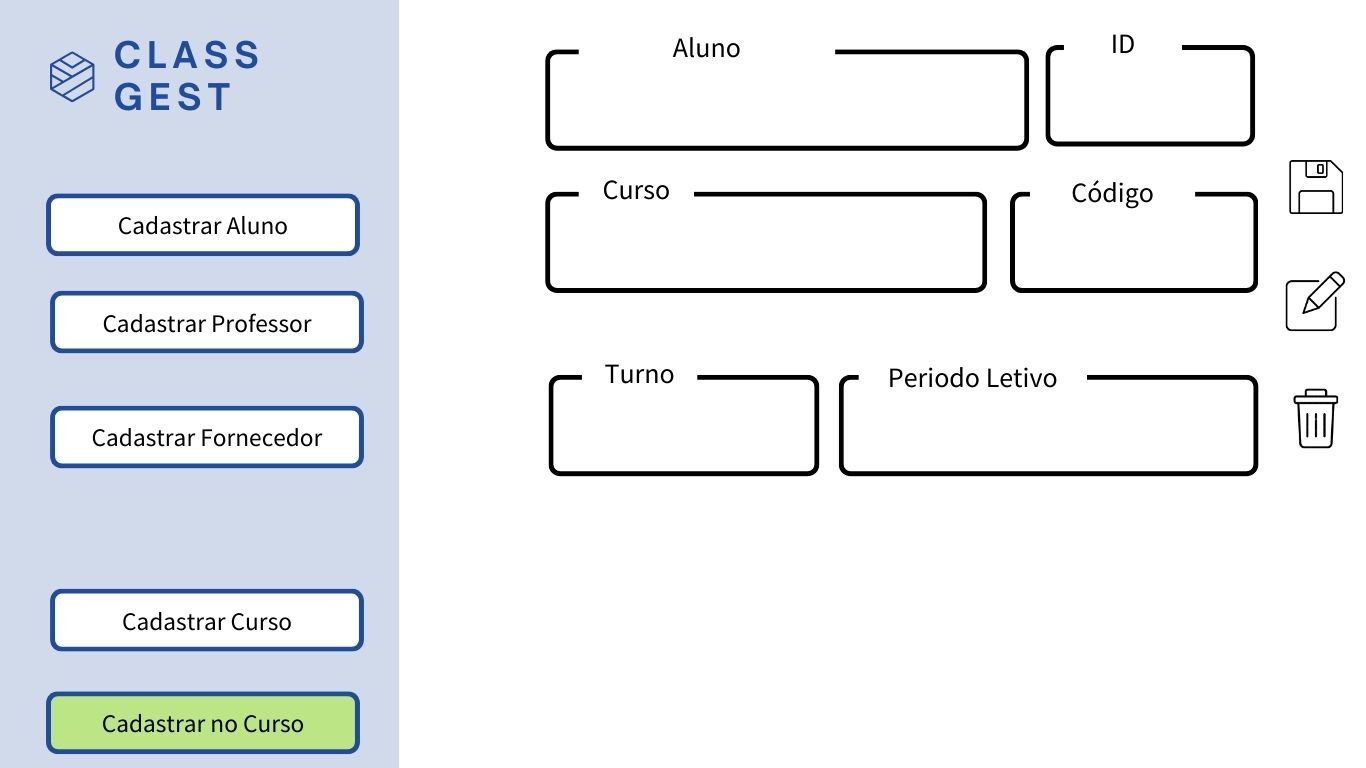 CLASS
GEST
Cadastrar Aluno
Cadastrar Professor
Cadastrar Fornecedor
Cadastrar Curso
Cadastrar no Curso
Aluno
ID
Curso
Código
Turno
Periodo Letivo